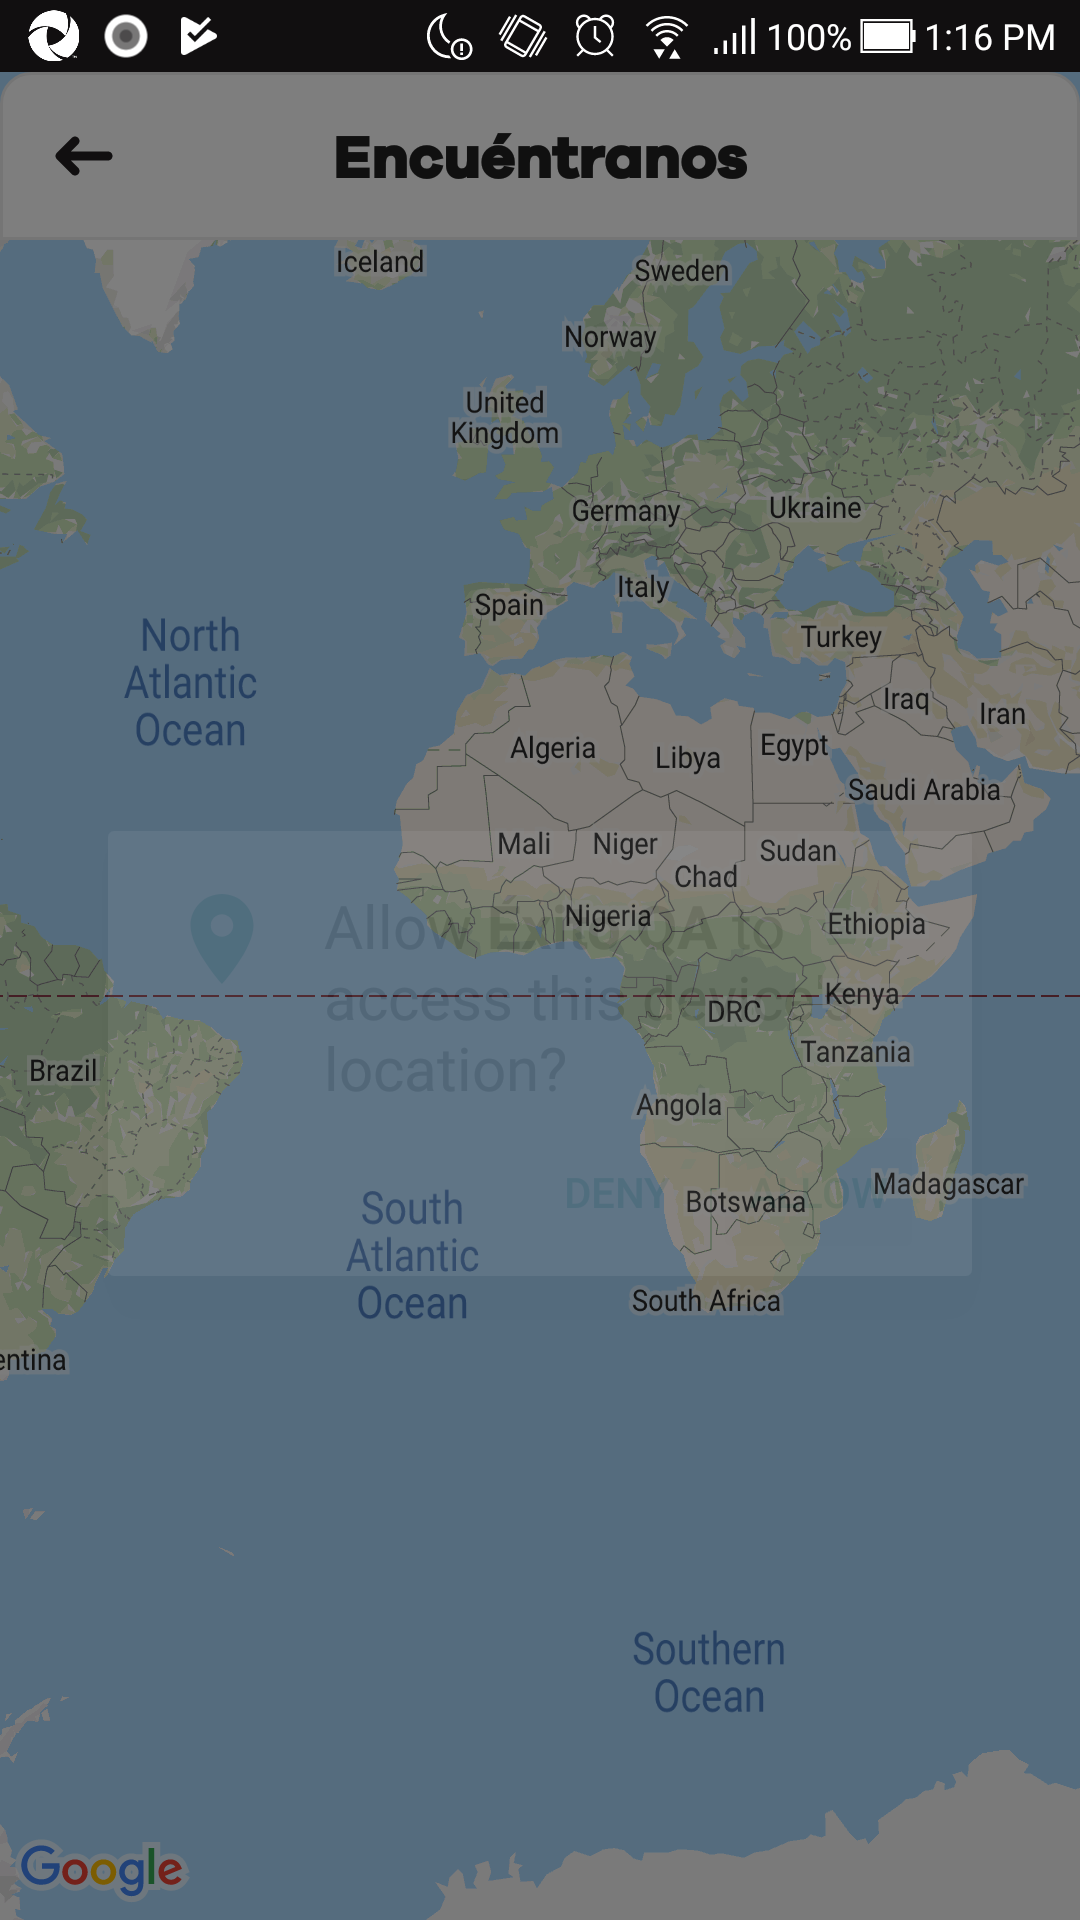 100% 1:16 PM
Encuéntranos
Iceland
Sweden
Norway
United
Kingdom
Germany
Ukraine
Italy
Spain
Turkey
North
Atlantic
Ocean
Iraq
Iran
Algeria
Libya
Egypt
Saudi Arabia
Mali
Niger
Sudan
Chad
Nigeria
Ethiopia
Allow Éxito QA to
access this device's
location?
Kenya
DRC
Tanzania
Brazil
Angola
DENY
ALLOW
Madagascar
Botswana
South
Atlantic
Ocean
South Africa
entina
Southern
Ocean
Google